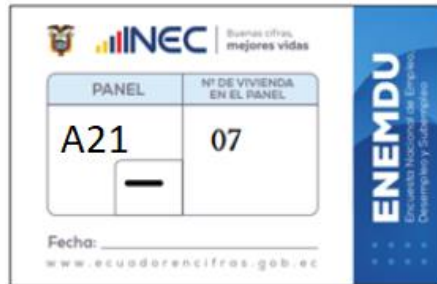 INEC
Buenas cifras,
mejores vidas
PANEL
Nº DE VIVIENDA
EN EL PANEL
A21
07
—
Fecha:
www.ecuadorencifras.gob.ec
ENEMDU
Encuesta Nacional de Empleo,
Desempleo y Subempleo